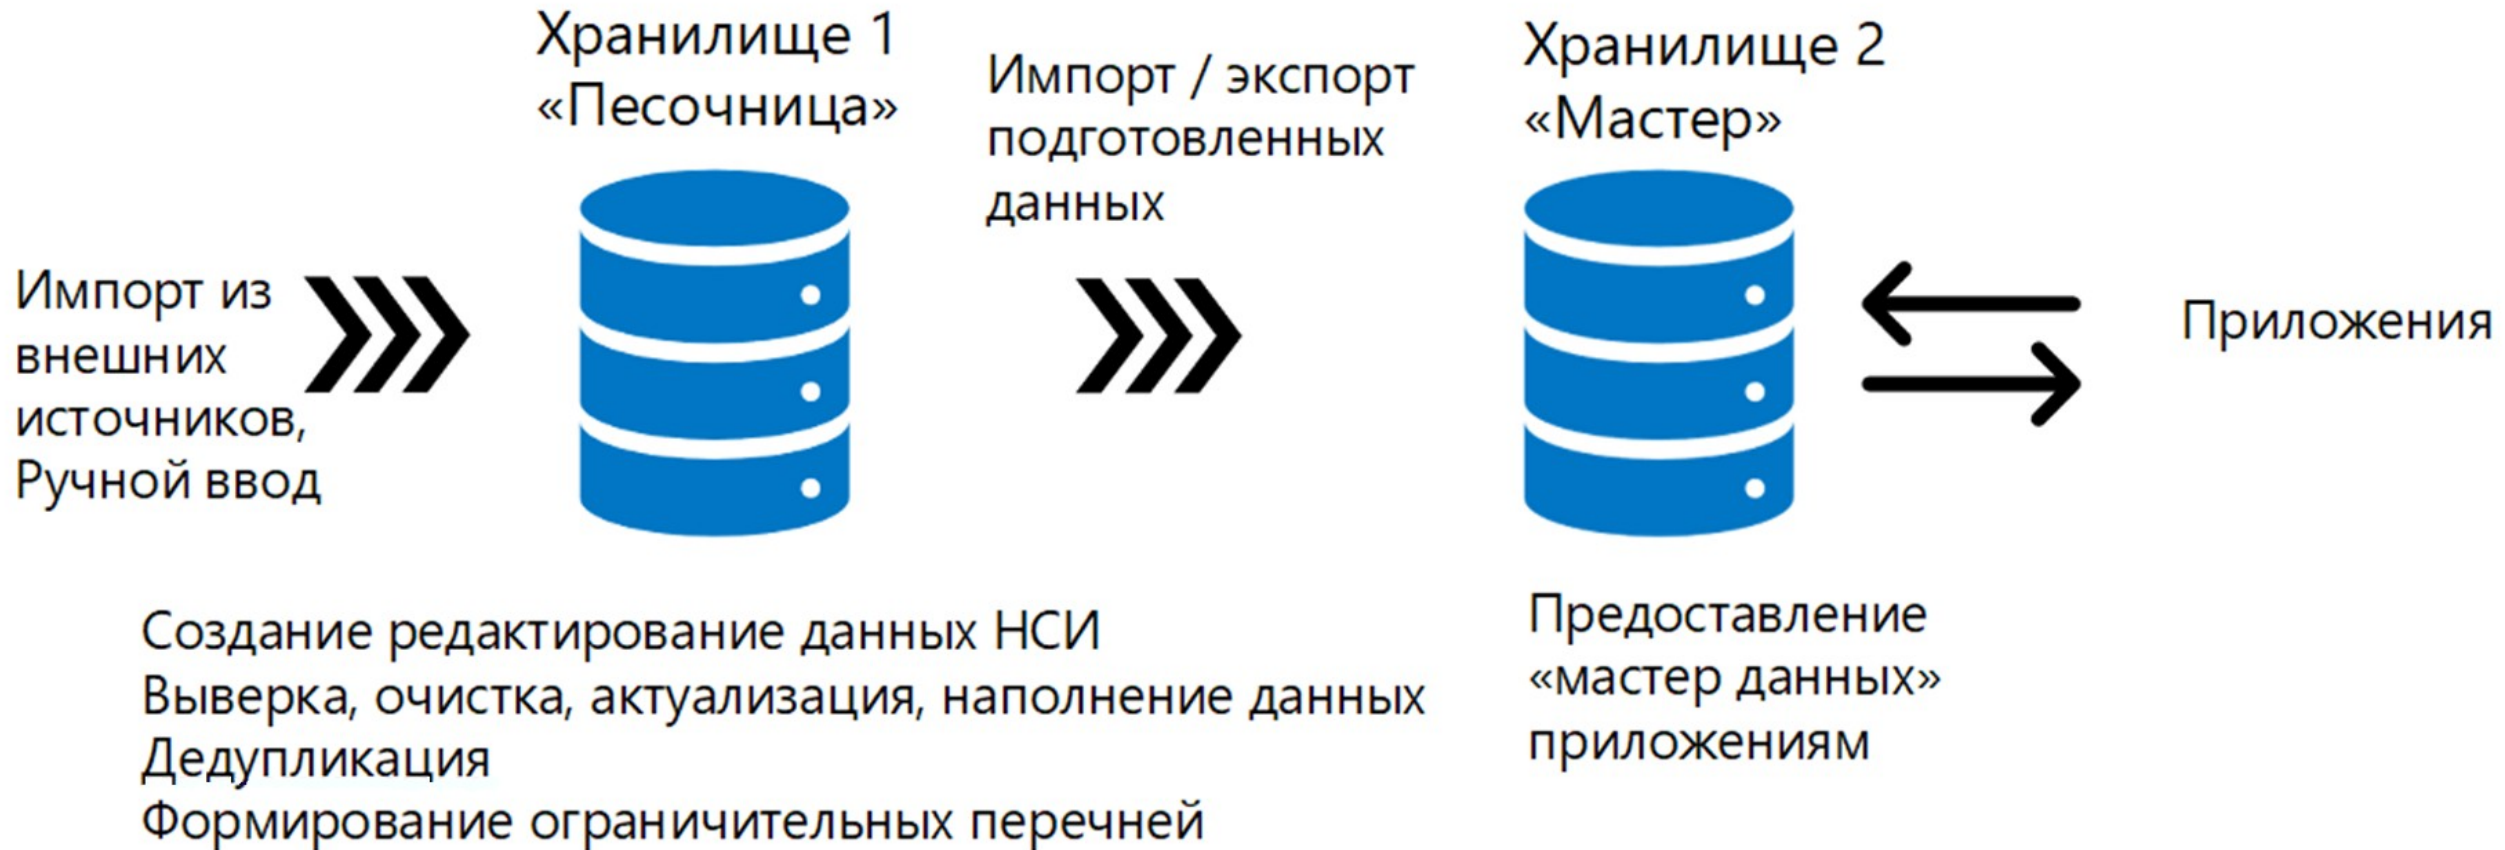 Хранилище 1
«Песочница»
Импорт / экспорт
подготовленных
данных
Хранилище 2
«Мастер»
Импорт из
внешних
источников,
Ручной ввод
Приложения
Создание редактирование данных НСИ
Выверка, очистка, актуализация, наполнение данных
Дедупликация
Формирование ограничительных перечней
Предоставление
«мастер данных»
приложениям